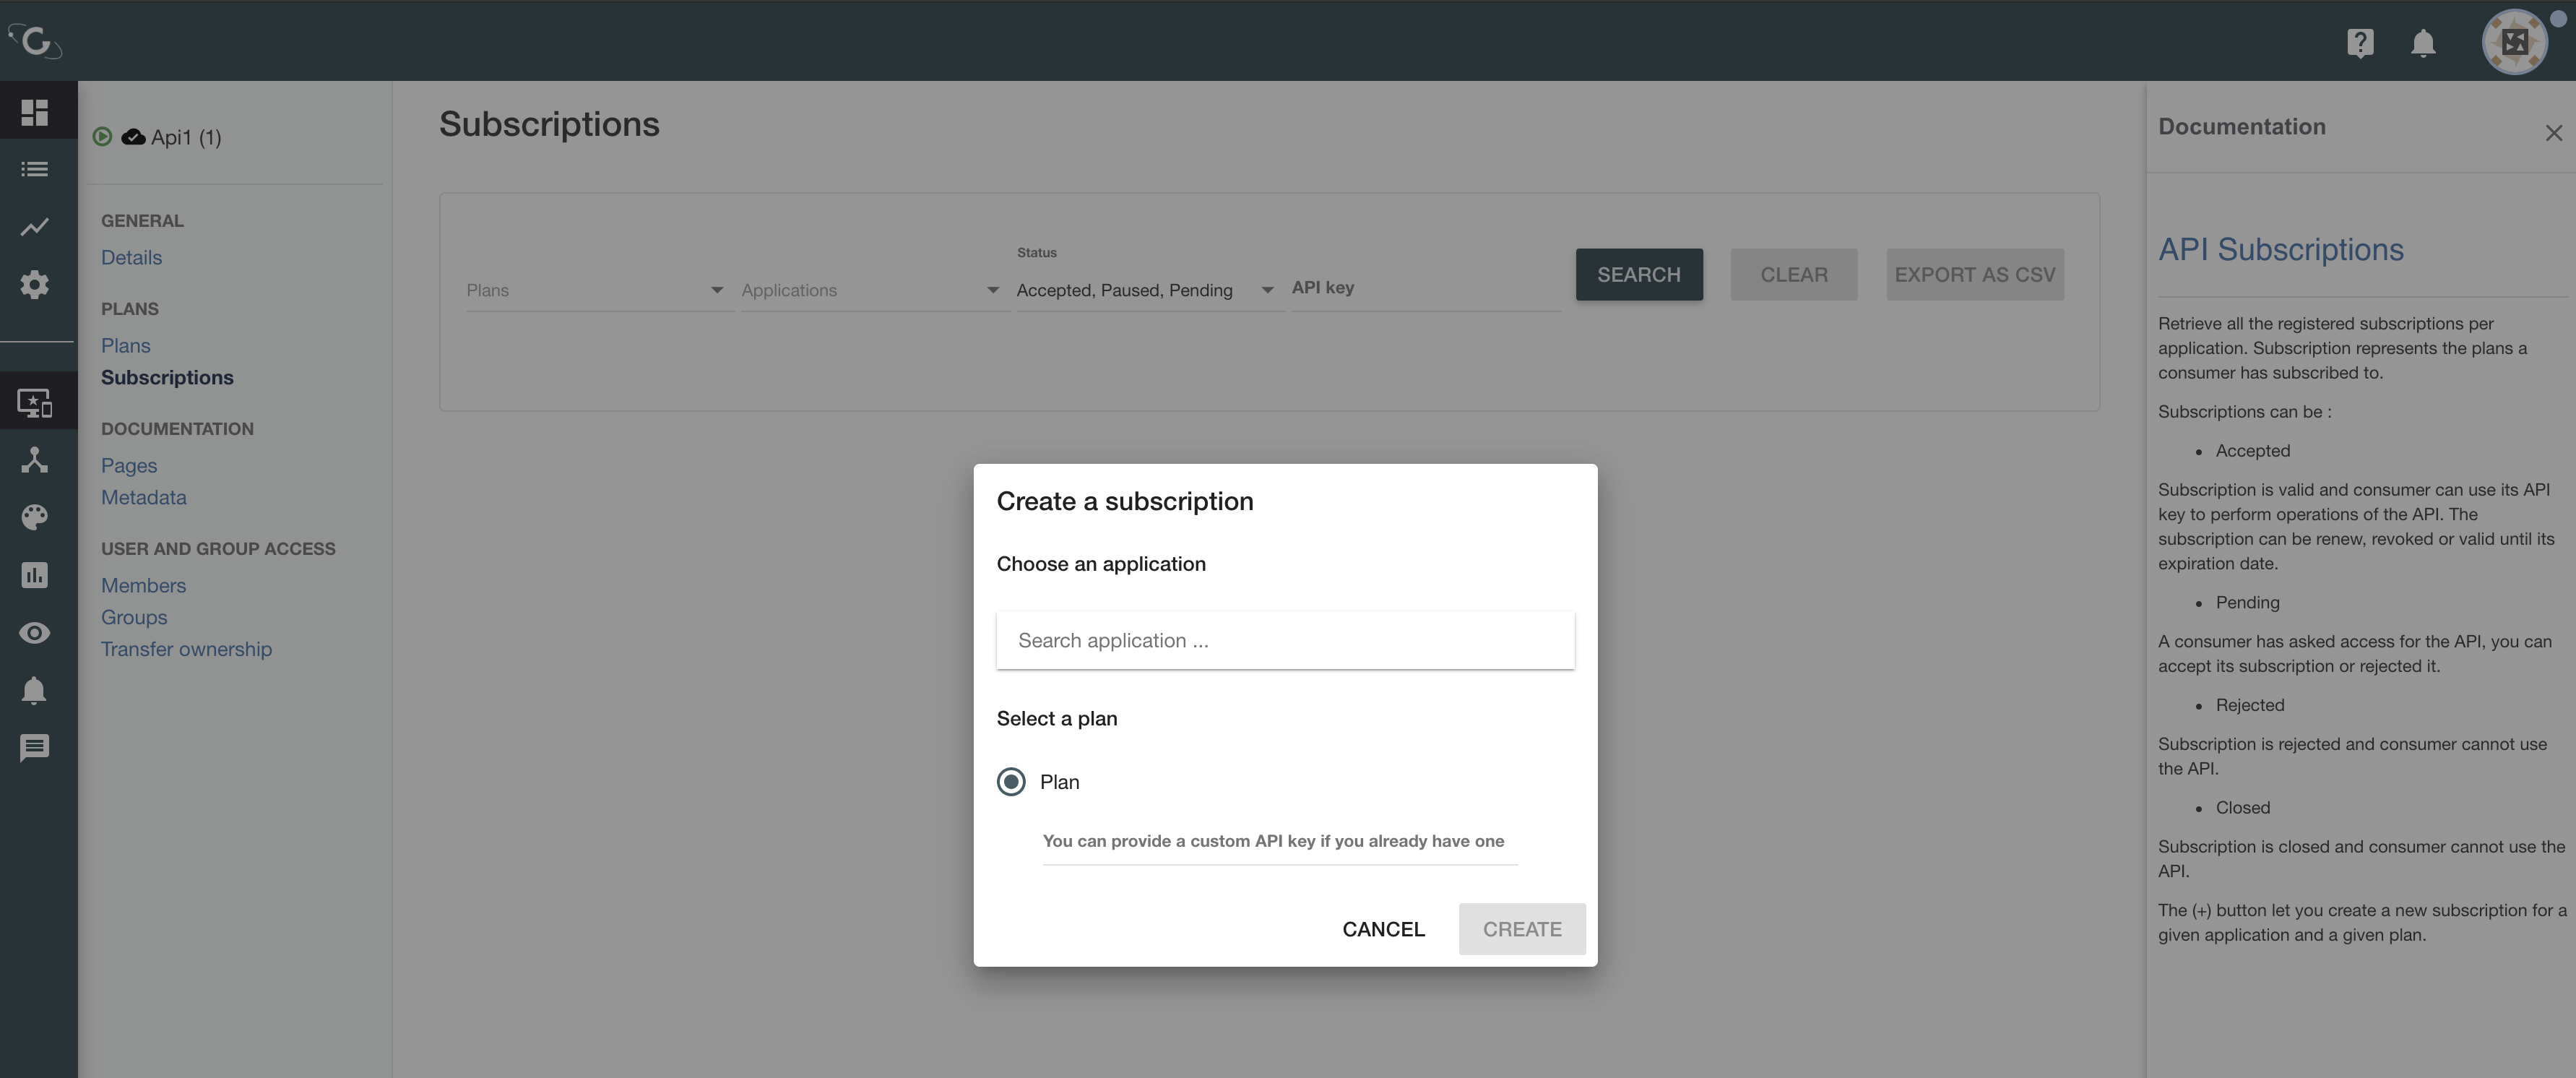 Api1 (1)
GENERAL
Details
PLANS
Plans
Subscriptions
DOCUMENTATION
Pages
Metadata
USER AND GROUP ACCESS
Members
Groups
Transfer ownership
Subscriptions
Plans
Applications
Status
Accepted, Paused, Pending
API key
SEARCH
CLEAR
EXPORT AS CSV
Create a subscription
Choose an application
Search application ...
Select a plan
Plan
You can provide a custom API key if you already have one
CANCEL
CREATE
Documentation
API Subscriptions
Retrieve all the registered subscriptions per
application. Subscription represents the plans a
consumer has subscribed to.
Subscriptions can be :
• Accepted
Subscription is valid and consumer can use its API
key to perform operations of the API. The
subscription can be renew, revoked or valid until its
expiration date.
• Pending
A consumer has asked access for the API, you can
accept its subscription or rejected it.
• Rejected
Subscription is rejected and consumer cannot use
the API.
• Closed
Subscription is closed and consumer cannot use the
API.
The (+) button let you create a new subscription for a
given application and a given plan.